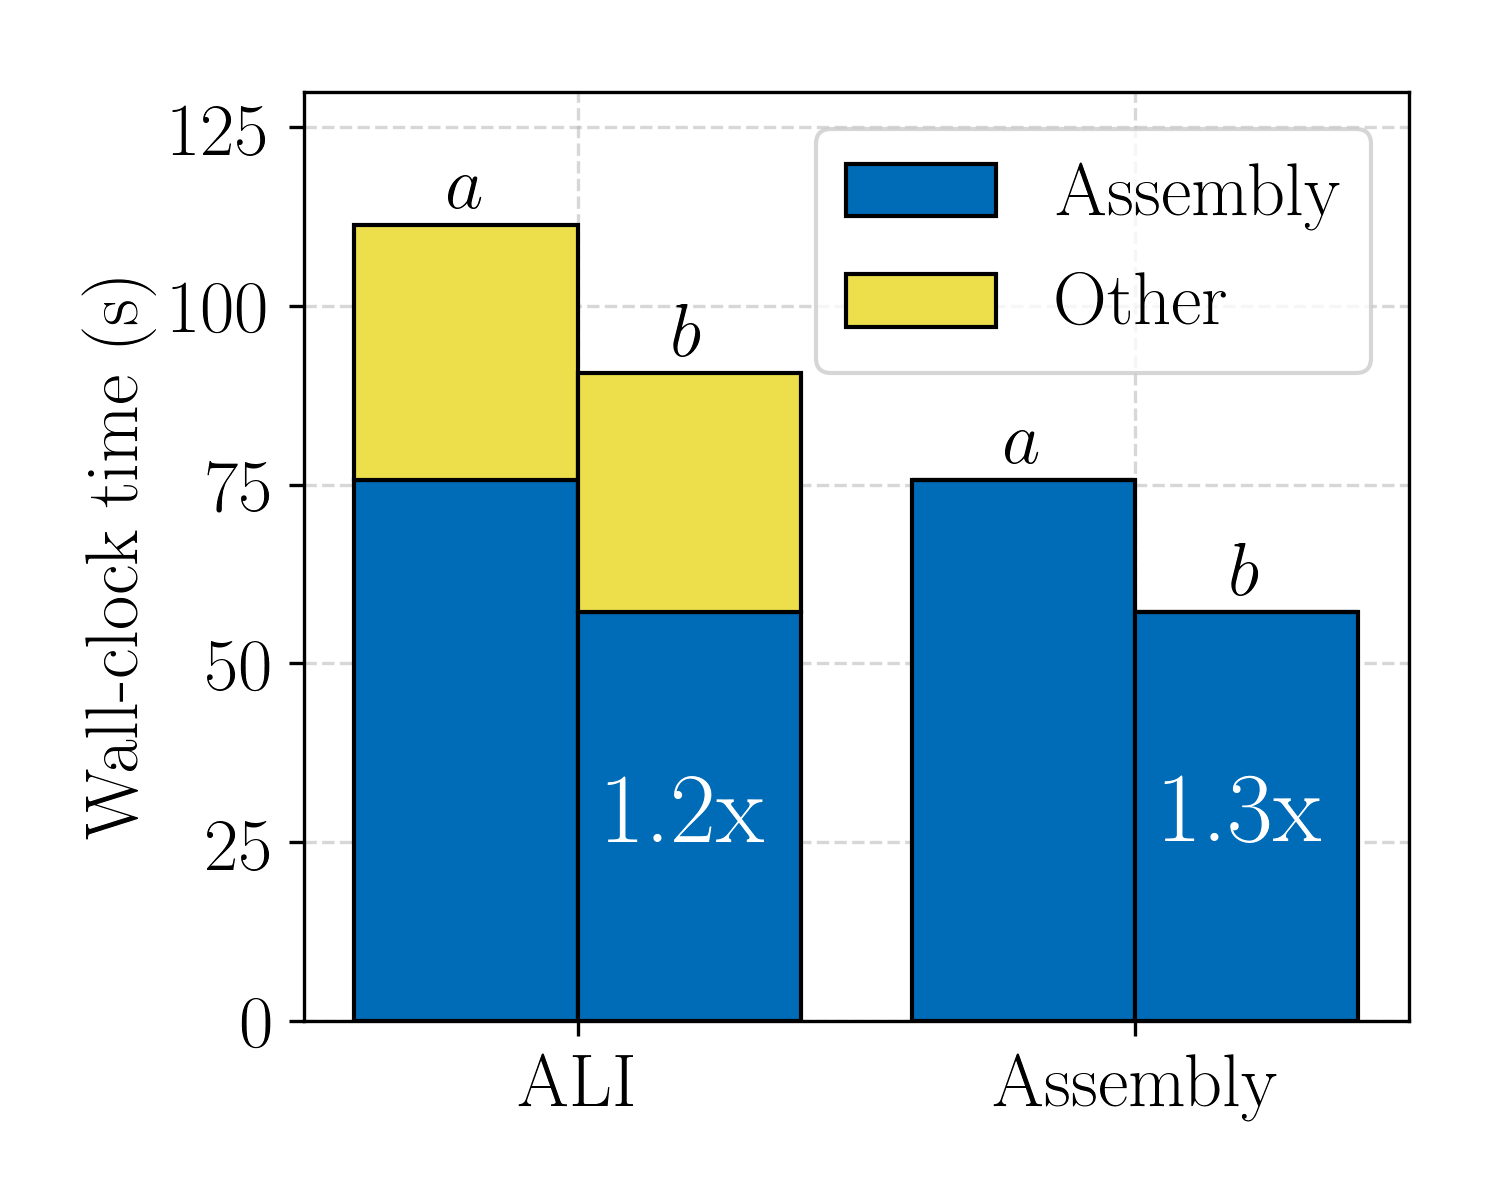 Wall-clock time (s)
125
100
75
50
25
0
a
b
a
b
1.2x
1.3x
Assembly
Other
ALI
Assembly